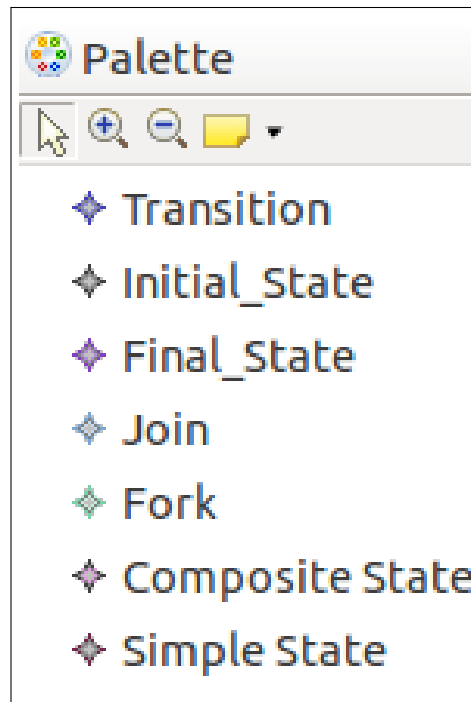 Palette
Transition
Initial_State
Final_State
Join
Fork
Composite State
Simple State